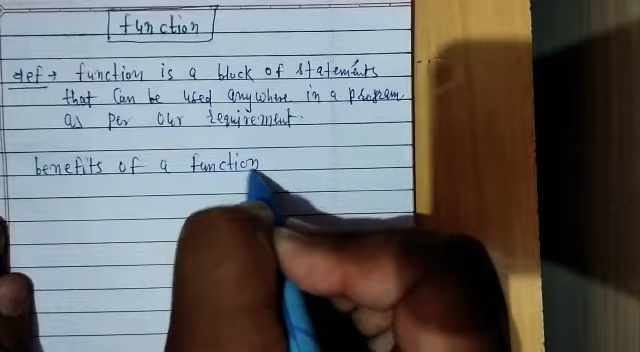 function
def → function is a block of statements
that can be used anywhere in a program
as per our requirement.
benefits of a function